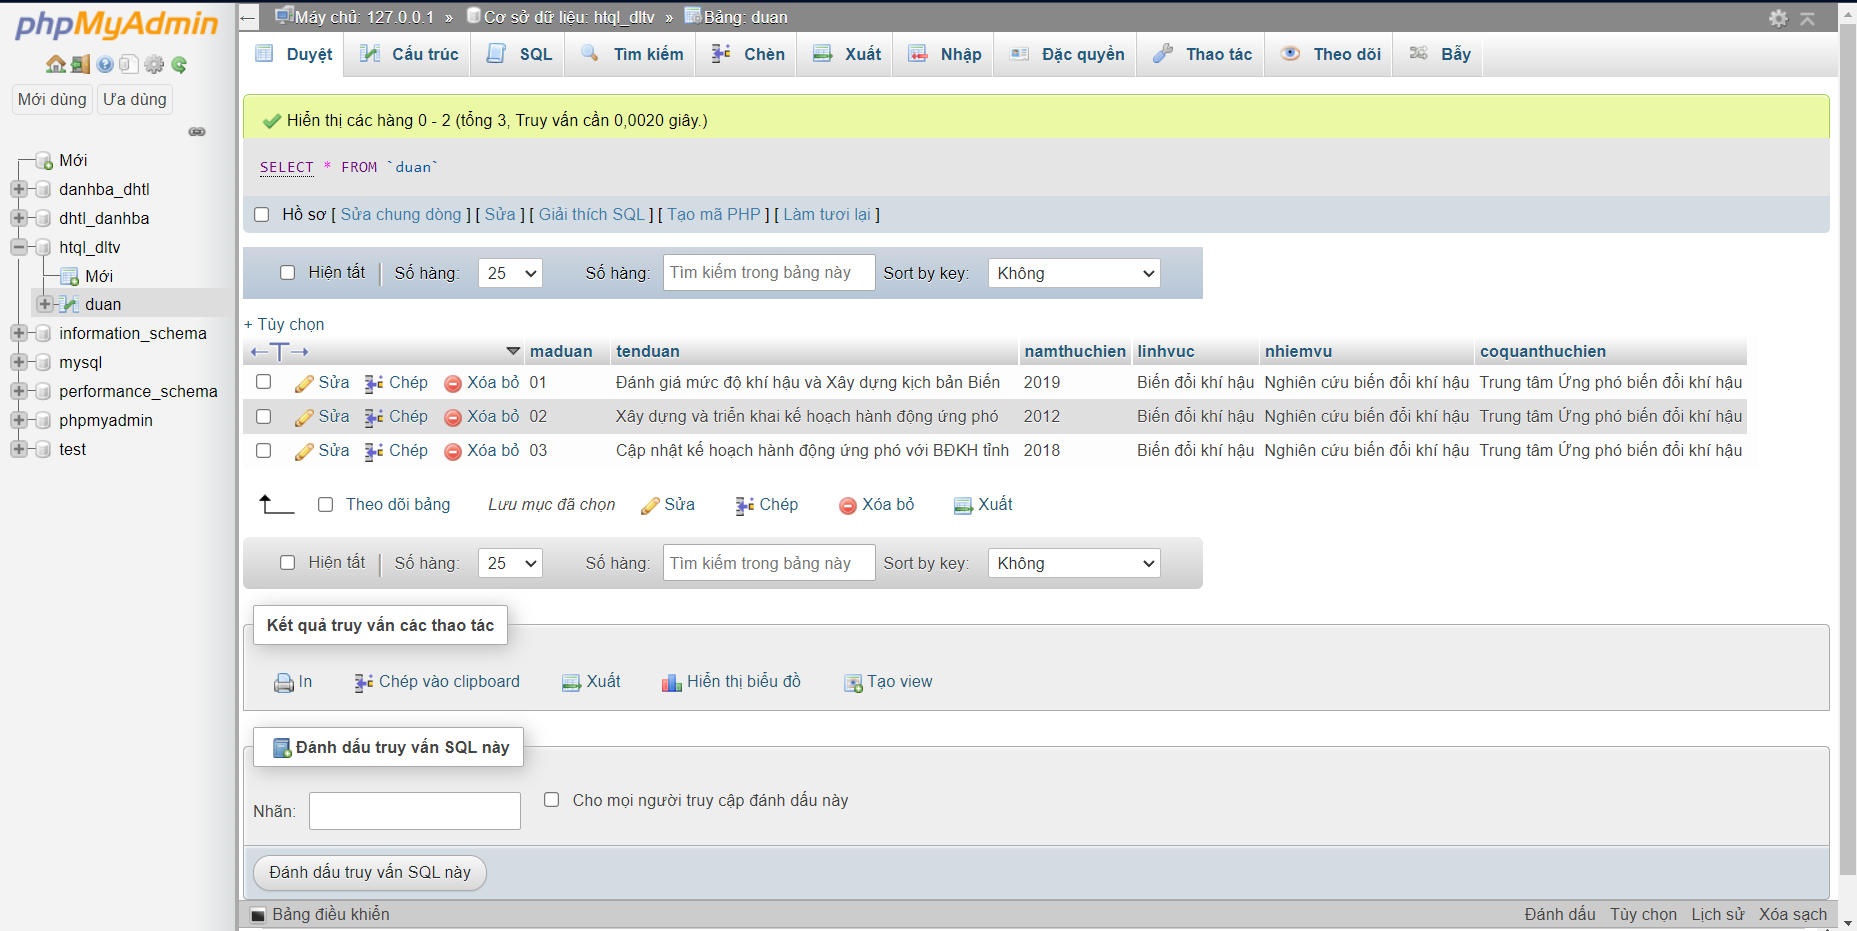 phpMyAdmin
Mới dùng Ưa dùng
Mới
danhba_dhtl
dhtl_danhba
htql_dltv
Mới
duan
information_schema
mysql
performance_schema
phpmyadmin
test
Máy chủ: 127.0.0.1 » Cơ sở dữ liệu: htql_dltv » Bảng: duan
Duyệt Cấu trúc SQL Tìm kiếm Chèn Xuất Nhập Đặc quyền Thao tác Theo dõi Bẫy
Hiển thị các hàng 0 - 2 (tổng 3, Truy vấn cần 0,0020 giây.)
SELECT * FROM `duan`
Hồ sơ [ Sửa chung dòng ] [ Sửa ] [ Giải thích SQL ] [ Tạo mã PHP ] [ Làm tươi lại ]
Hiện tất | Số hàng: 25 Số hàng: Tìm kiếm trong bảng này Sort by key: Không
+ Tùy chọn
←T→ maduan tenduan namthuchien linhvuc nhiemvu coquanthuchien
Sửa Chép Xóa bỏ 01 Đánh giá mức độ khí hậu và Xây dựng kịch bản Biến 2019 Biến đổi khí hậu Nghiên cứu biến đổi khí hậu Trung tâm Ứng phó biến đổi khí hậu
Sửa Chép Xóa bỏ 02 Xây dựng và triển khai kế hoạch hành động ứng phó 2012 Biến đổi khí hậu Nghiên cứu biến đổi khí hậu Trung tâm Ứng phó biến đổi khí hậu
Sửa Chép Xóa bỏ 03 Cập nhật kế hoạch hành động ứng phó với BĐKH tỉnh 2018 Biến đổi khí hậu Nghiên cứu biến đổi khí hậu Trung tâm Ứng phó biến đổi khí hậu
Theo dõi bảng Lưu mục đã chọn Sửa Chép Xóa bỏ Xuất
Hiện tất | Số hàng: 25 Số hàng: Tìm kiếm trong bảng này Sort by key: Không
Kết quả truy vấn các thao tác
In Chép vào clipboard Xuất Hiển thị biểu đồ Tạo view
Đánh dấu truy vấn SQL này
Nhãn: Cho mọi người truy cập đánh dấu này
Đánh dấu truy vấn SQL này
Bảng điều khiển Đánh dấu Tùy chọn Lịch sử Xóa sạch